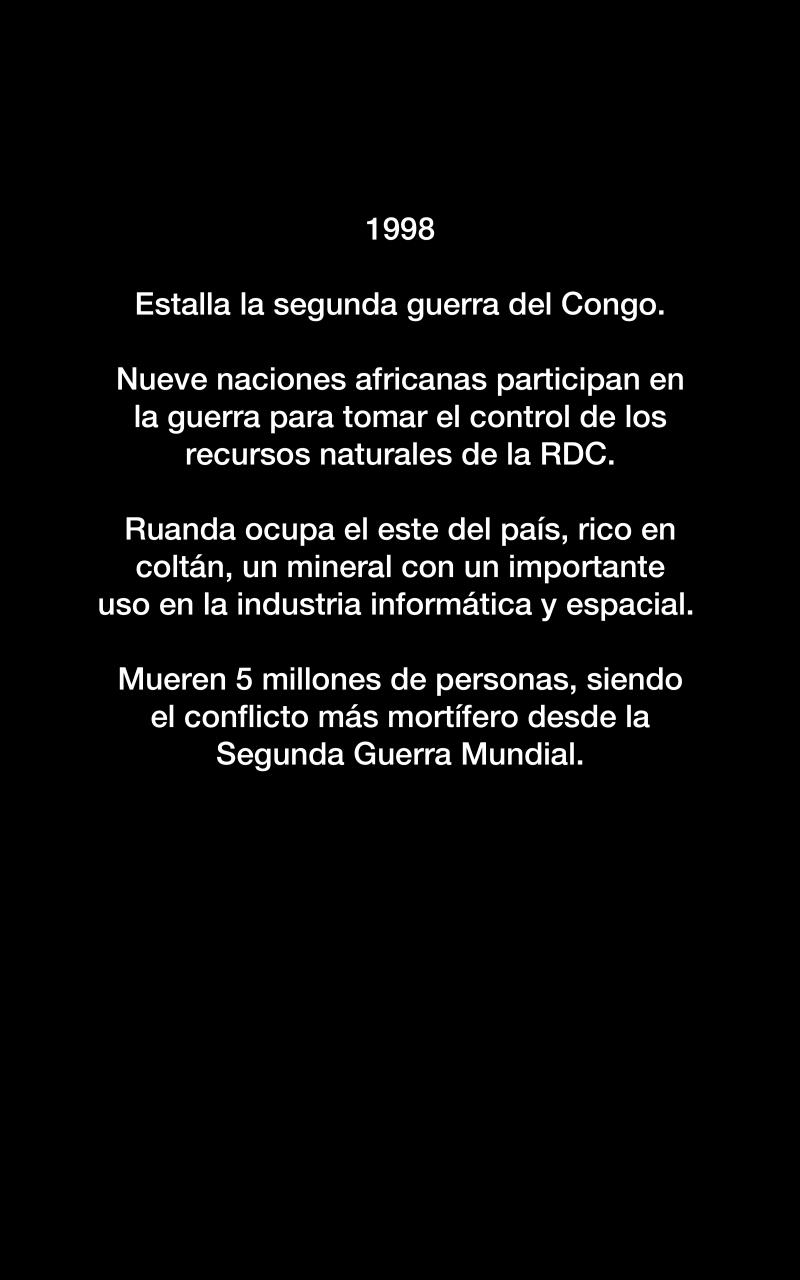 1998
Estalla la segunda guerra del Congo.
Nueve naciones africanas participan en
la guerra para tomar el control de los
recursos naturales de la RDC.
Ruanda ocupa el este del país, rico en
coltán, un mineral con un importante
uso en la industria informática y espacial.
Mueren 5 millones de personas, siendo
el conflicto más mortífero desde la
Segunda Guerra Mundial.